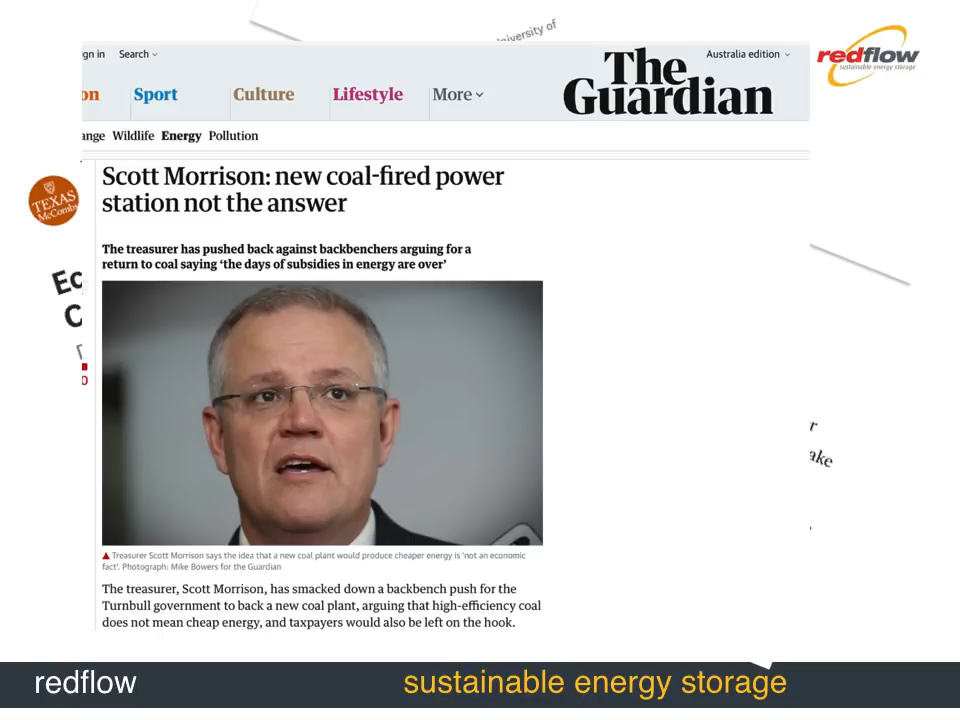 iversity of
gn in Search
Australia edition
The
Guardian
redflow
sustainable energy storage
on Sport Culture Lifestyle More
ange Wildlife Energy Pollution
Scott Morrison: new coal-fired power
station not the answer
TEXAS
McCombs
The treasurer has pushed back against backbenchers arguing for a
return to coal saying ‘the days of subsidies in energy are over’
Ec
C
r
ake
Treasurer Scott Morrison says the idea that a new coal plant would produce cheaper energy is ‘not an economic
fact’. Photograph: Mike Bowers for the Guardian
The treasurer, Scott Morrison, has smacked down a backbench push for the
Turnbull government to back a new coal plant, arguing that high-efficiency coal
does not mean cheap energy, and taxpayers would also be left on the hook.
redflow sustainable energy storage